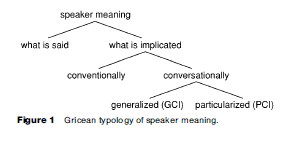 speaker meaning
what is said what is implicated
conventionally conversationally
generalized (GCI) particularized (PCI)
Figure 1 Gricean typology of speaker meaning.